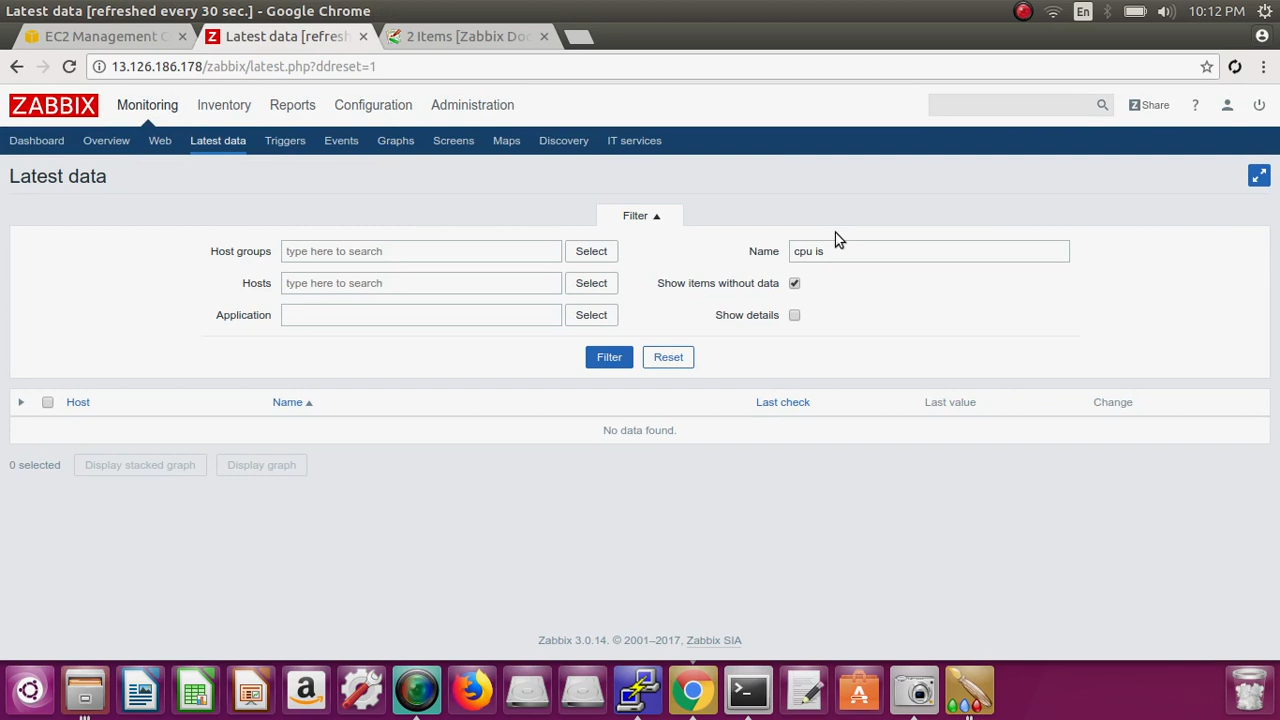 Latest data [refreshed every 30 sec.] - Google Chrome
En
10:12 PM
EC2 Management C
Latest data [refresh
2 Items [Zabbix Doc
13.126.186.178/zabbix/latest.php?ddreset=1
ZABBIX
Monitoring
Inventory
Reports
Configuration
Administration
Z Share
?
Dashboard
Overview
Web
Latest data
Triggers
Events
Graphs
Screens
Maps
Discovery
IT services
Latest data
Filter
Host groups
type here to search
Select
Name
cpu is
Hosts
type here to search
Select
Show items without data
Application
Select
Show details
Filter
Reset
Host
Name
Last check
Last value
Change
No data found.
0 selected
Display stacked graph
Display graph
Zabbix 3.0.14. © 2001–2017, Zabbix SIA